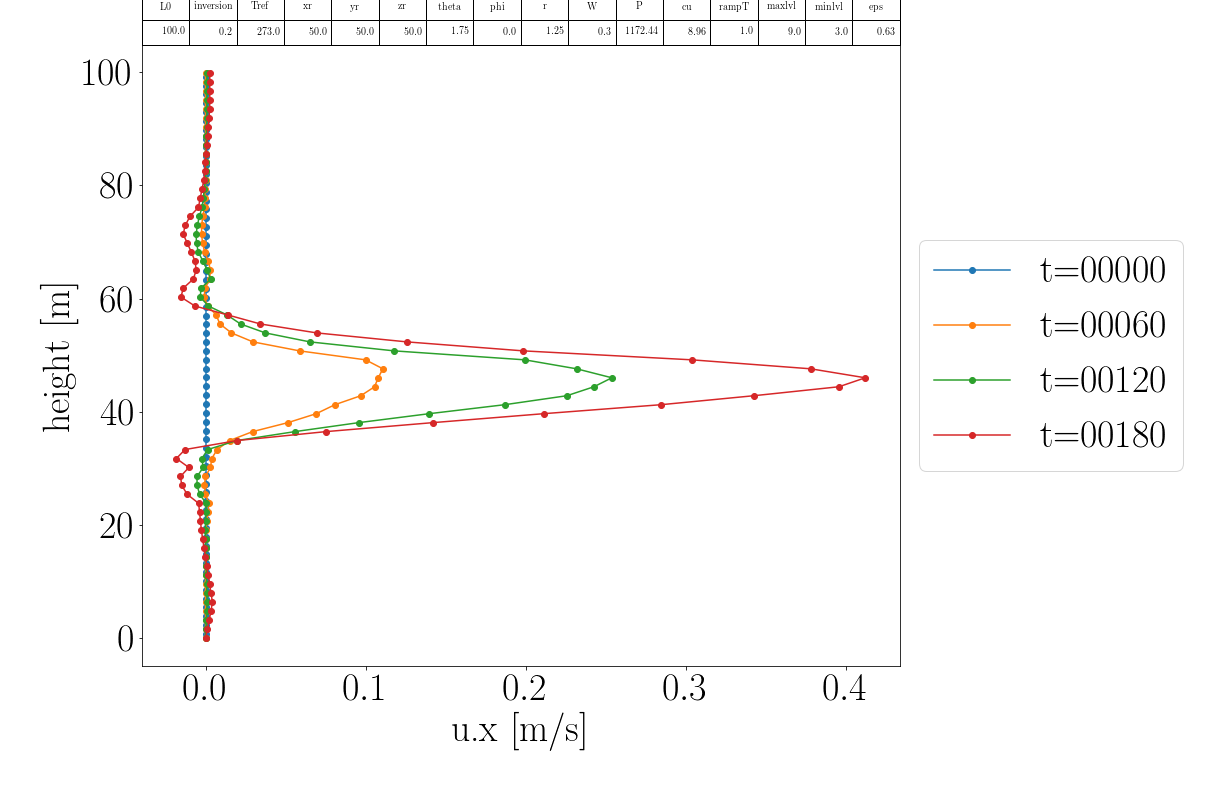 L0 inversion Tref xr yr zr theta phi r W P cu rampT maxlvl minlvl eps
100.0 0.2 273.0 50.0 50.0 50.0 1.75 0.0 1.25 0.3 1172.44 8.96 1.0 9.0 3.0 0.63
100
80
60
40
20
0
height [m]
0.0 0.1 0.2 0.3 0.4
u.x [m/s]
t=00000
t=00060
t=00120
t=00180